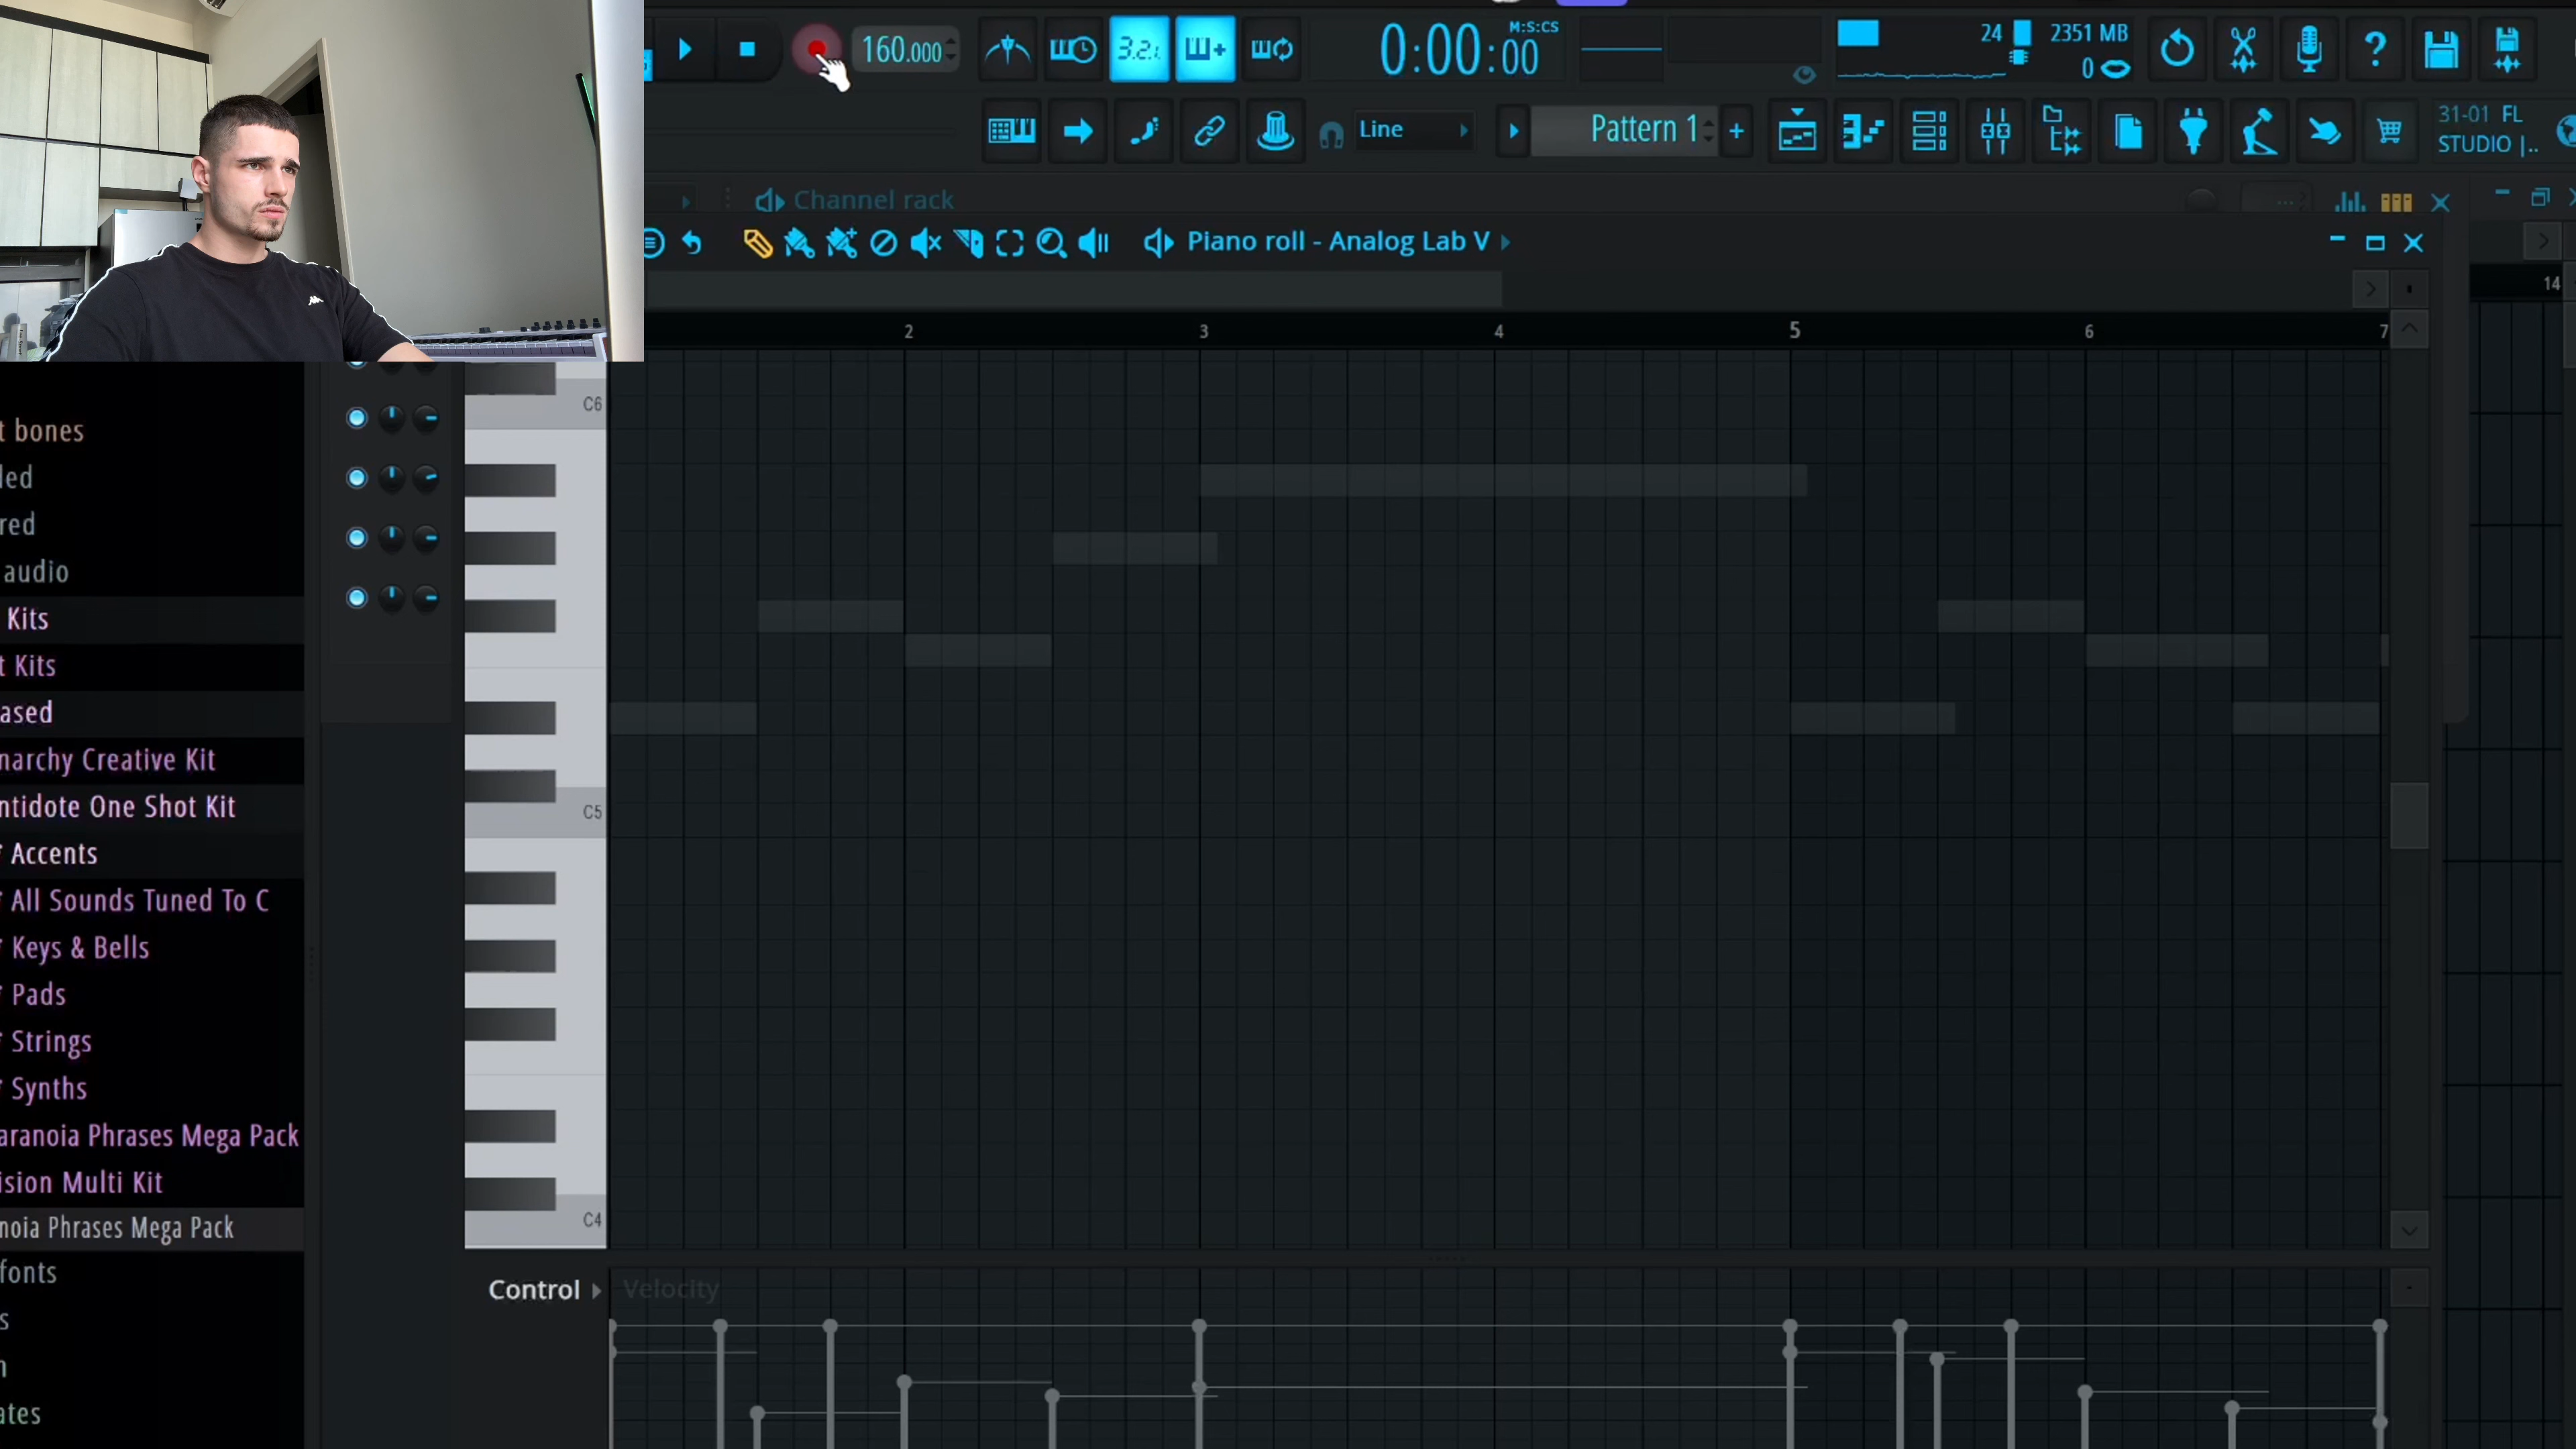 160.000
3.2.
0:00:00
M:S:CS
24
2351 MB
0
Line
Pattern 1
31-01 FL
STUDIO |..
Channel rack
Piano roll - Analog Lab V
14
2
3
4
5
6
7
C6
C5
C4
t bones
led
red
audio
Kits
t Kits
ased
narchy Creative Kit
ntidote One Shot Kit
Accents
All Sounds Tuned To C
Keys & Bells
Pads
Strings
Synths
aranoia Phrases Mega Pack
ision Multi Kit
noia Phrases Mega Pack
fonts
s
n
ates
Control
Velocity